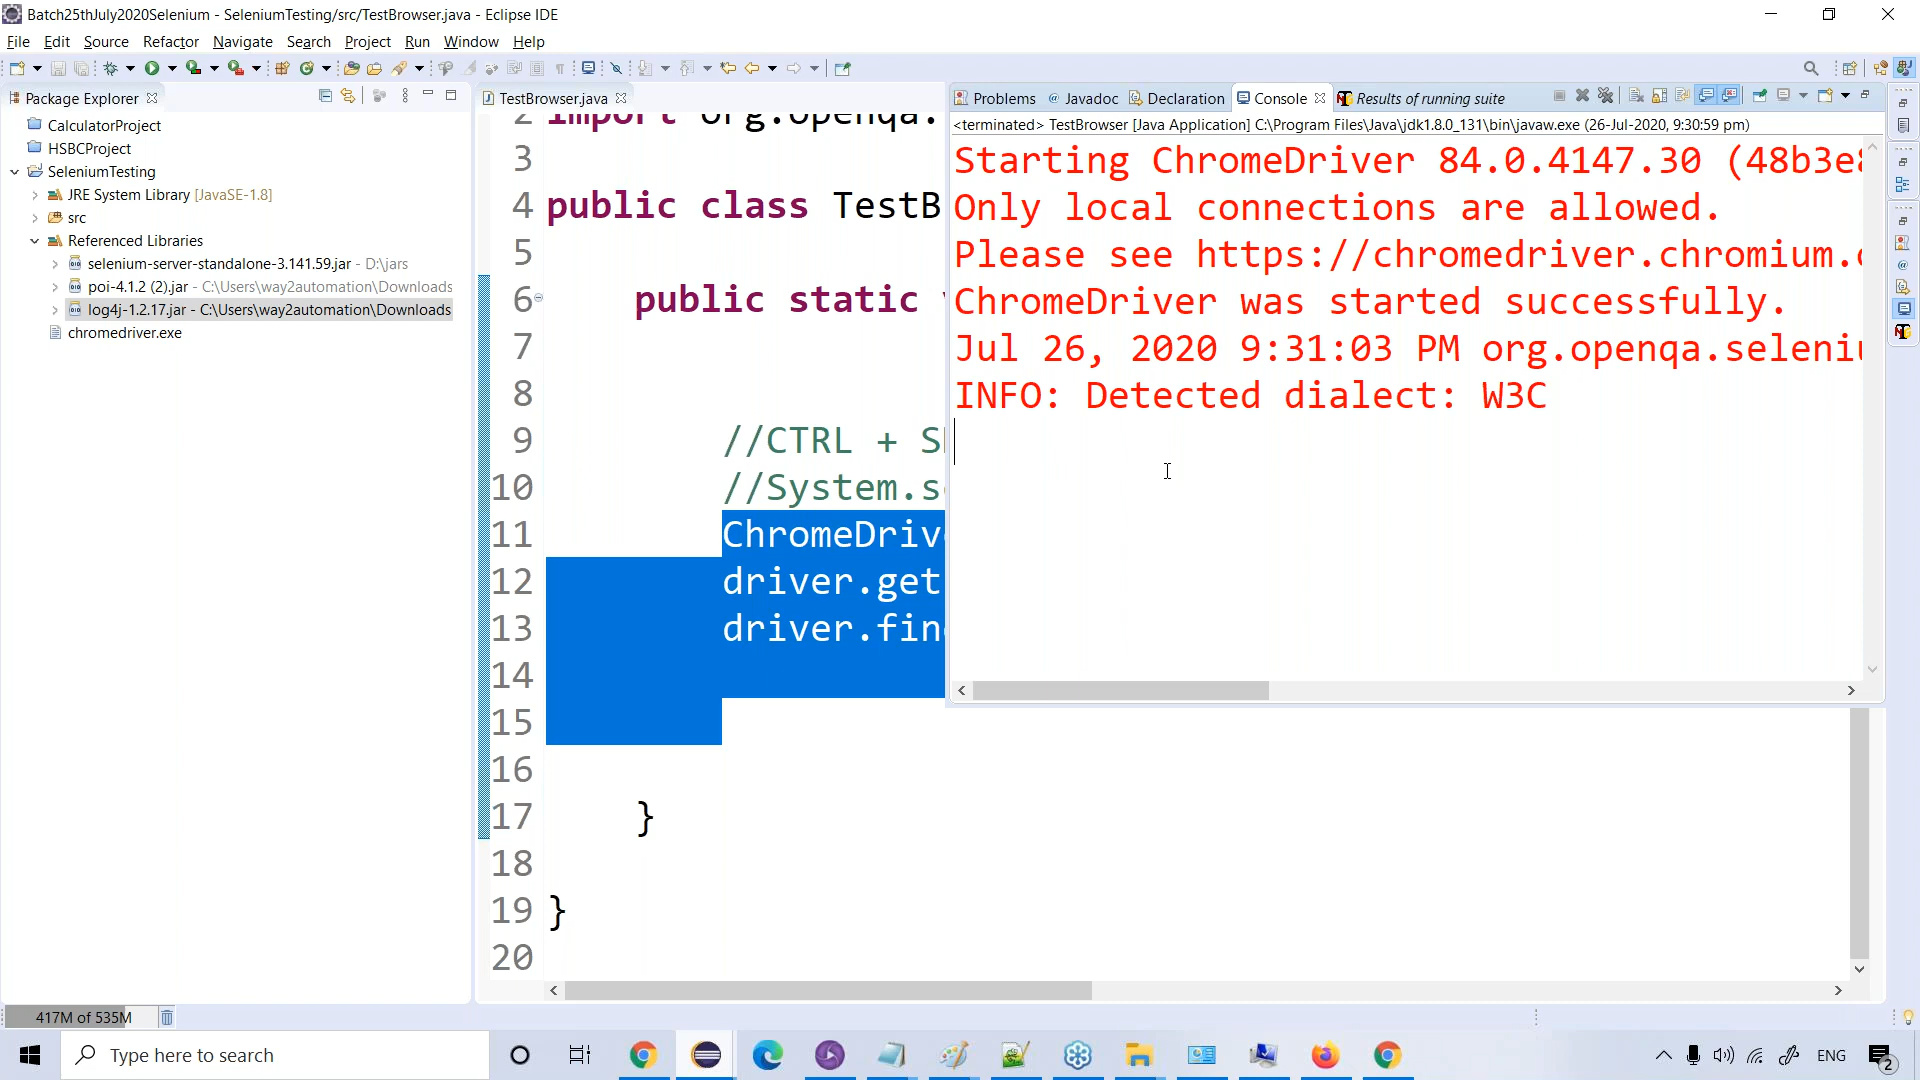 Batch25thJuly2020Selenium - SeleniumTesting/src/TestBrowser.java - Eclipse IDE
File Edit Source Refactor Navigate Search Project Run Window Help
Package Explorer
CalculatorProject
HSBCProject
SeleniumTesting
JRE System Library [JavaSE-1.8]
src
Referenced Libraries
selenium-server-standalone-3.141.59.jar - D:\jars
poi-4.1.2 (2).jar - C:\Users\way2automation\Downloads
log4j-1.2.17.jar - C:\Users\way2automation\Downloads
chromedriver.exe
TestBrowser.java
2 import org.openqa.
3
4 public class TestB
5
6 public static
7
8
9 //CTRL + S
10 //System.s
11 ChromeDriv
12 driver.get
13 driver.fin
14
15
16
17 }
18
19 }
20
Problems @ Javadoc Declaration Console Results of running suite
<terminated> TestBrowser [Java Application] C:\Program Files\Java\jdk1.8.0_131\bin\javaw.exe (26-Jul-2020, 9:30:59 pm)
Starting ChromeDriver 84.0.4147.30 (48b3e
Only local connections are allowed.
Please see https://chromedriver.chromium.
ChromeDriver was started successfully.
Jul 26, 2020 9:31:03 PM org.openqa.seleni
INFO: Detected dialect: W3C
417M of 535M
Type here to search
ENG
2